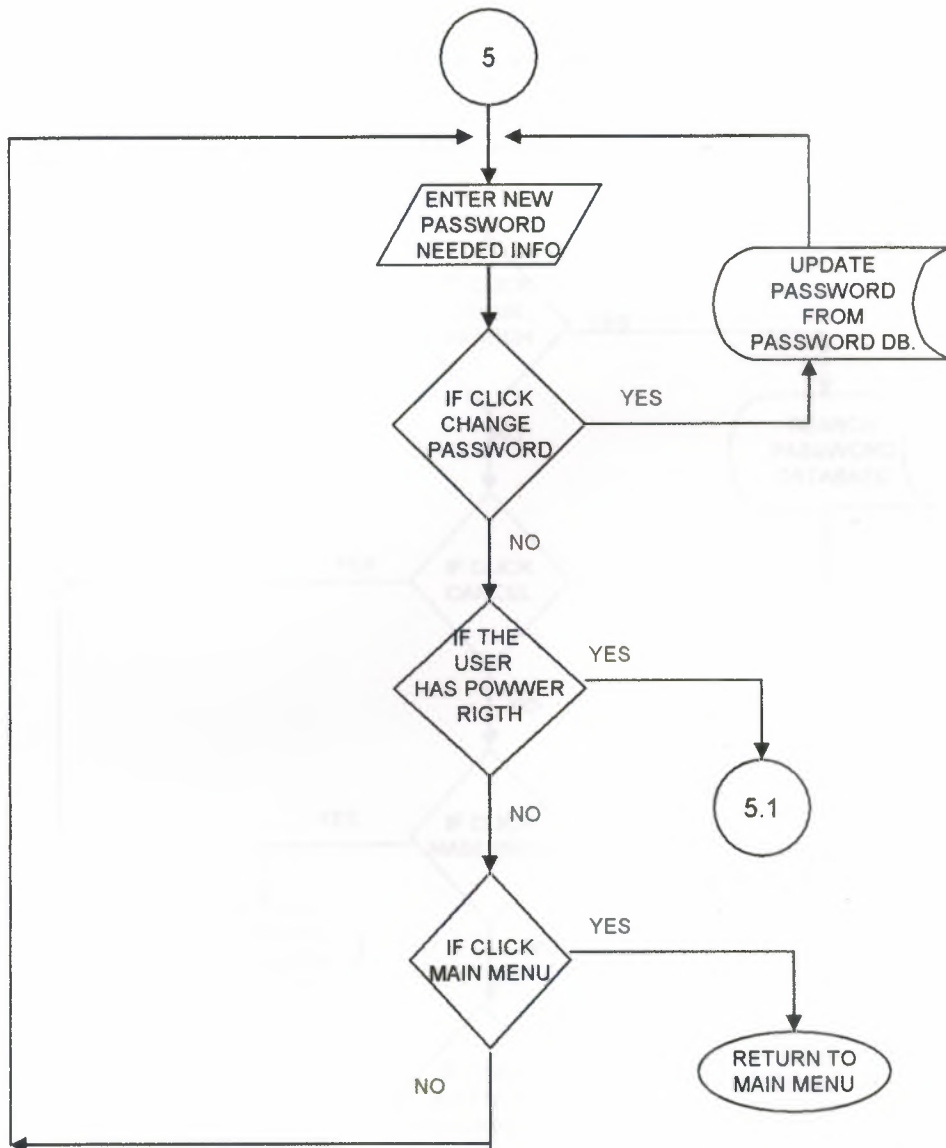 5
ENTER NEW
PASSWORD
NEEDED INFO
UPDATE
PASSWORD
FROM
PASSWORD DB.
IF CLICK
CHANGE
PASSWORD
YES
NO
IF THE
USER
HAS POWWER
RIGTH
YES
5.1
NO
IF CLICK
MAIN MENU
YES
RETURN TO
MAIN MENU
NO